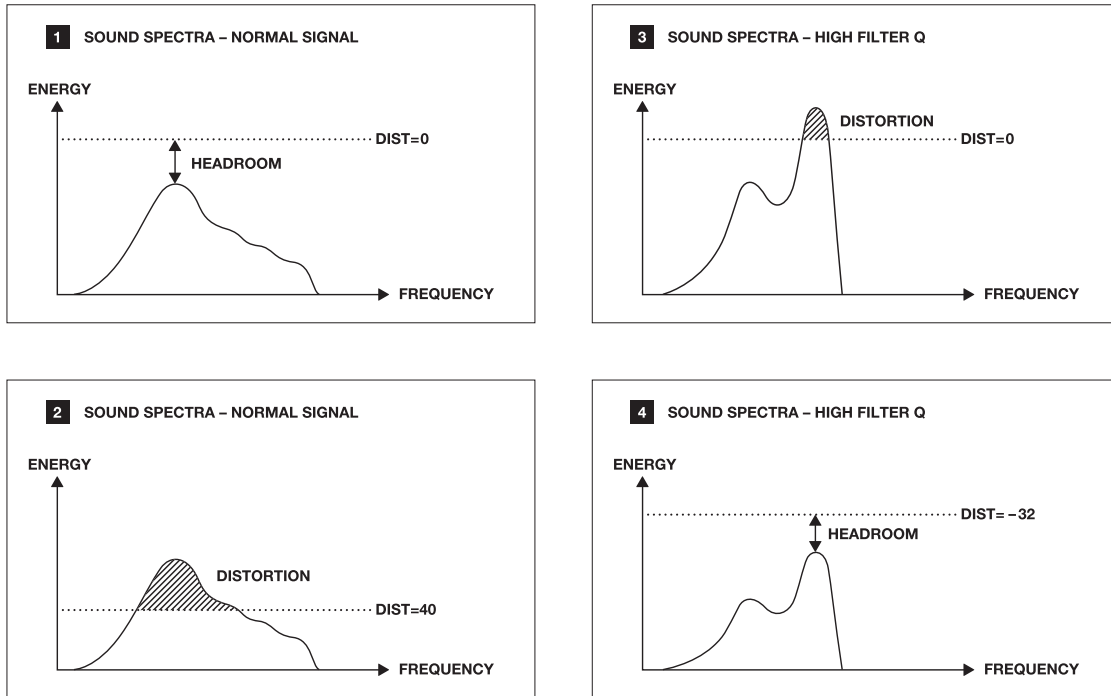 1 SOUND SPECTRA – NORMAL SIGNAL
ENERGY
DIST=0
HEADROOM
FREQUENCY
2 SOUND SPECTRA – NORMAL SIGNAL
ENERGY
DISTORTION
DIST=40
FREQUENCY
3 SOUND SPECTRA – HIGH FILTER Q
ENERGY
DISTORTION
DIST=0
FREQUENCY
4 SOUND SPECTRA – HIGH FILTER Q
ENERGY
DIST= –32
HEADROOM
FREQUENCY